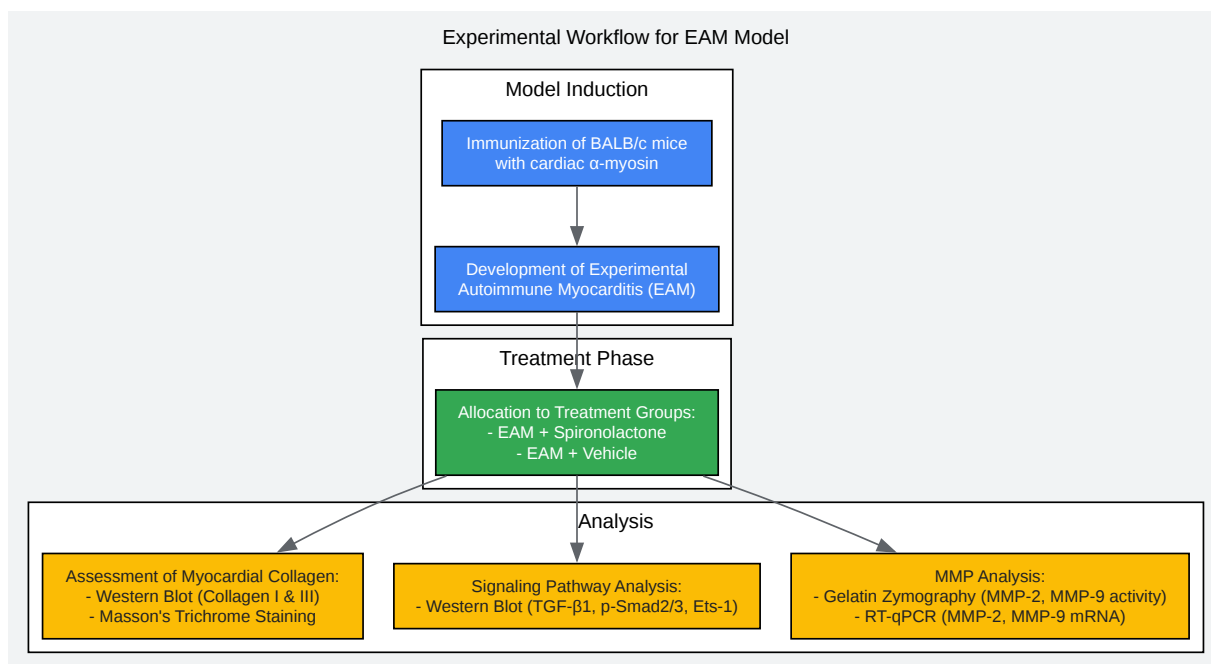 Experimental Workflow for EAM Model
Model Induction
Immunization of BALB/c mice
with cardiac α-myosin
Development of Experimental
Autoimmune Myocarditis (EAM)
Treatment Phase
Allocation to Treatment Groups:
- EAM + Spironolactone
- EAM + Vehicle
Analysis
Assessment of Myocardial Collagen:
- Western Blot (Collagen I & III)
- Masson's Trichrome Staining
Signaling Pathway Analysis:
- Western Blot (TGF-β1, p-Smad2/3, Ets-1)
MMP Analysis:
- Gelatin Zymography (MMP-2, MMP-9 activity)
- RT-qPCR (MMP-2, MMP-9 mRNA)